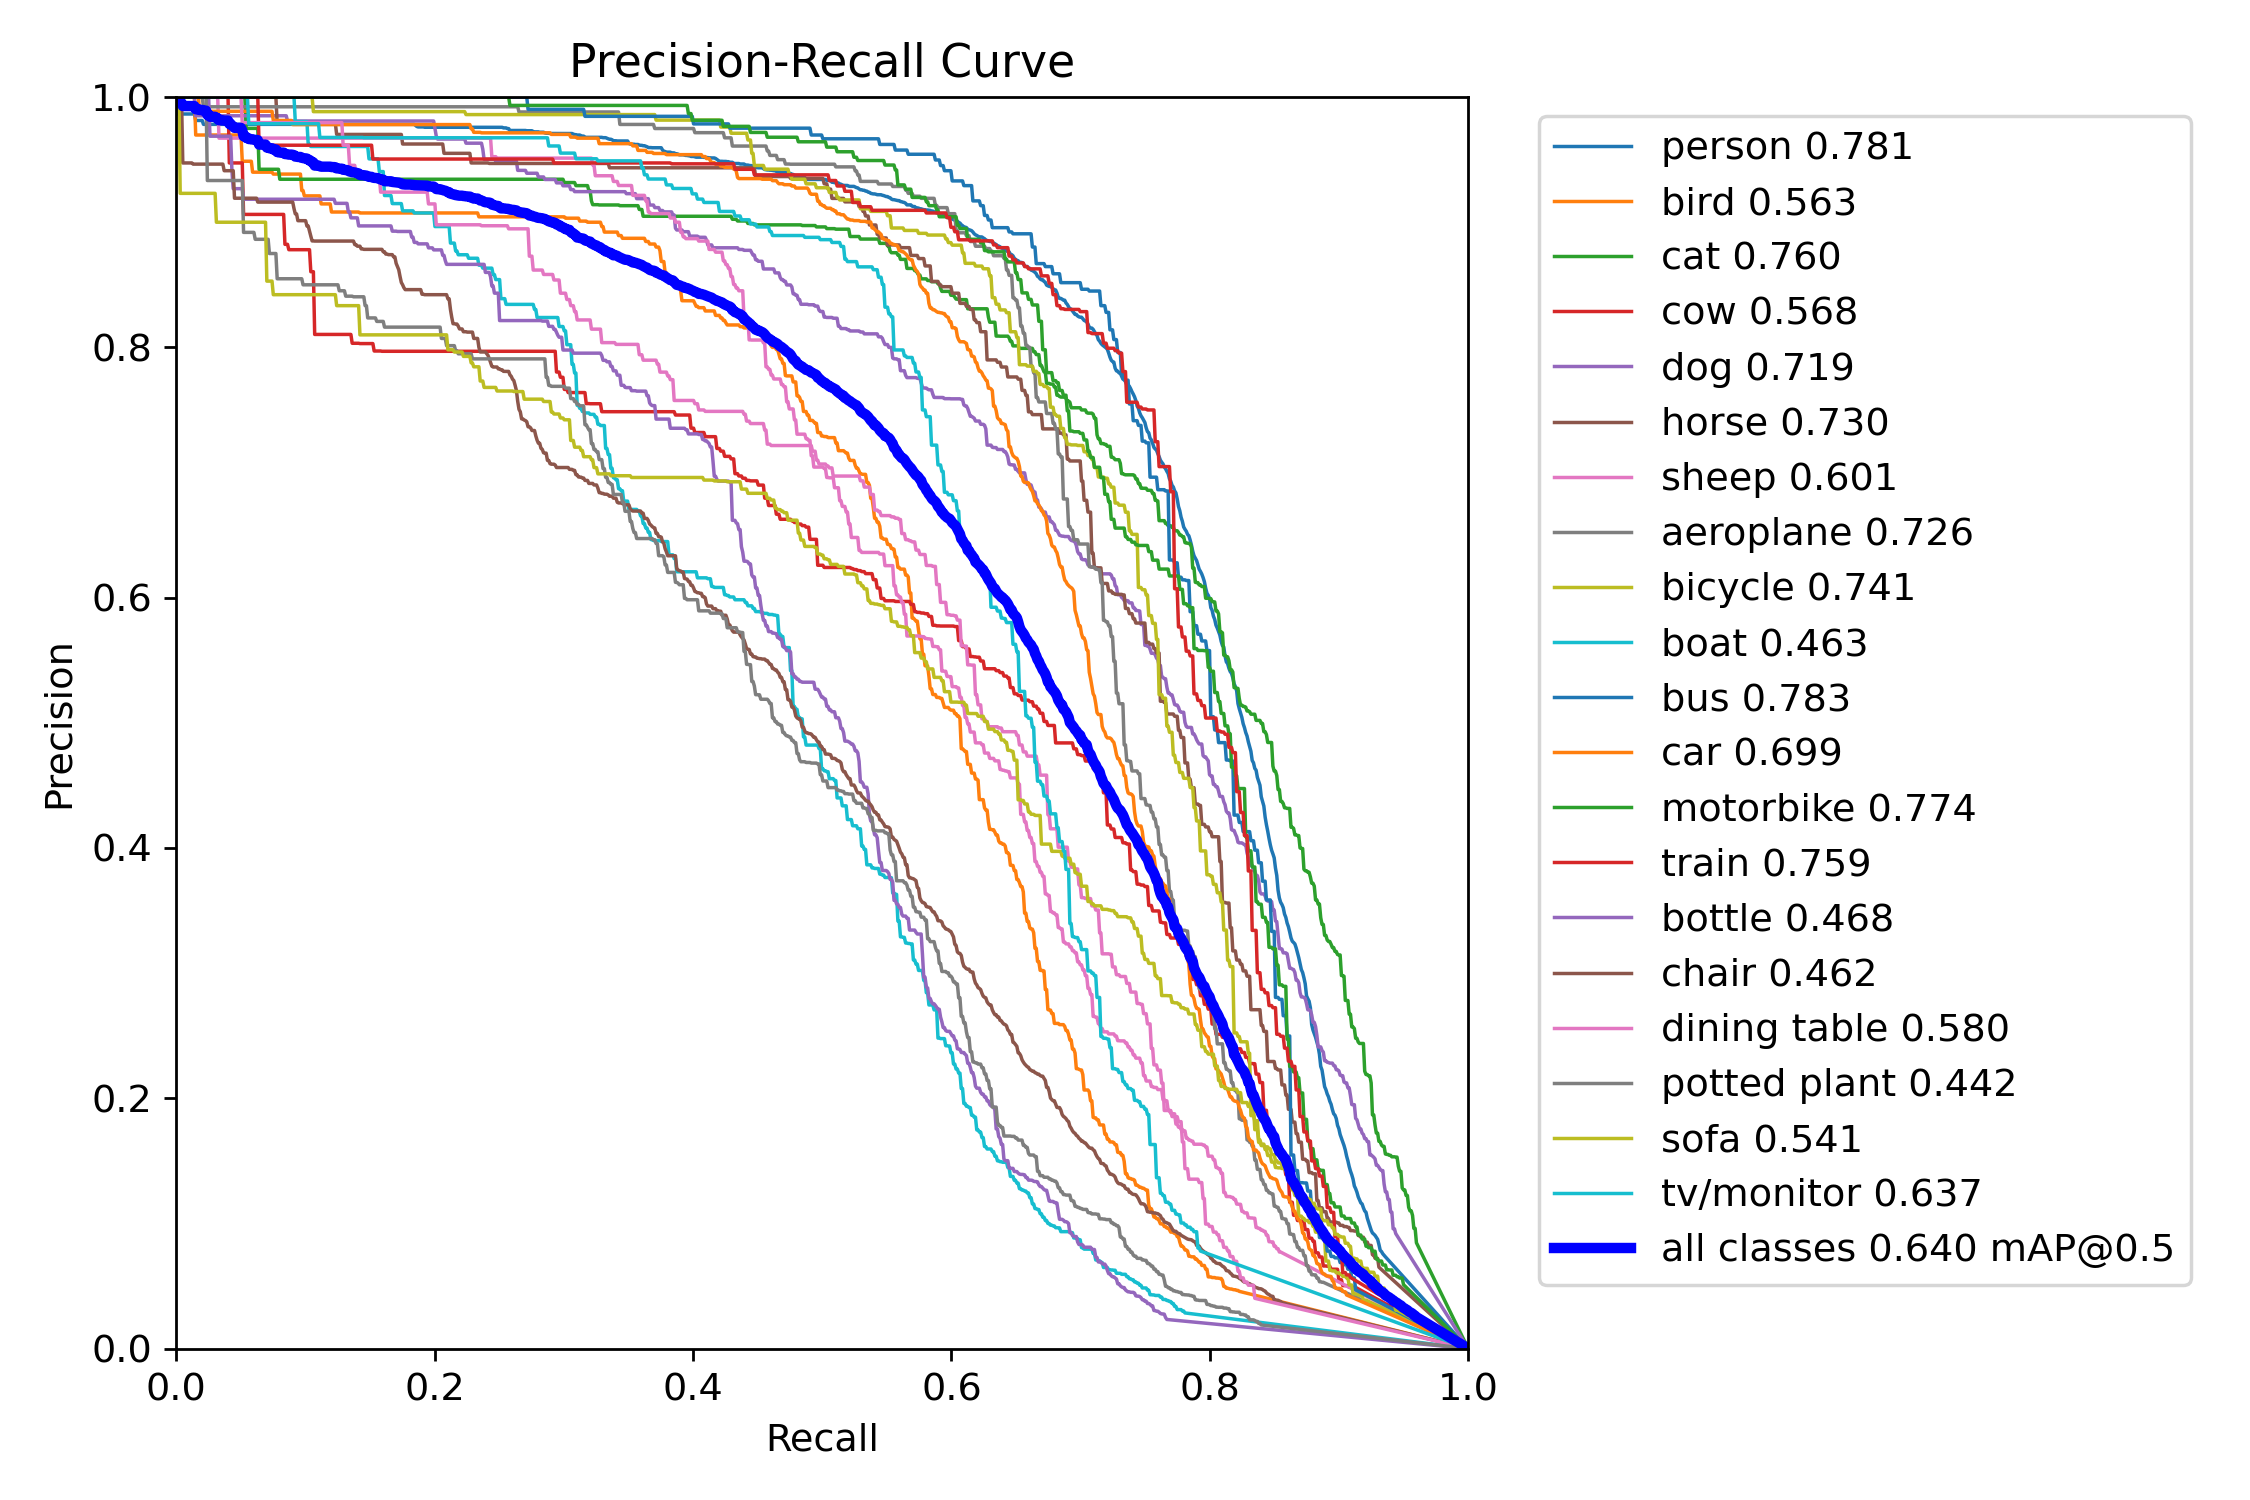 Precision-Recall Curve
1.0
0.8
0.6
0.4
0.2
0.0
Precision
0.0 0.2 0.4 0.6 0.8 1.0
Recall
person 0.781
bird 0.563
cat 0.760
cow 0.568
dog 0.719
horse 0.730
sheep 0.601
aeroplane 0.726
bicycle 0.741
boat 0.463
bus 0.783
car 0.699
motorbike 0.774
train 0.759
bottle 0.468
chair 0.462
dining table 0.580
potted plant 0.442
sofa 0.541
tv/monitor 0.637
all classes 0.640 mAP@0.5